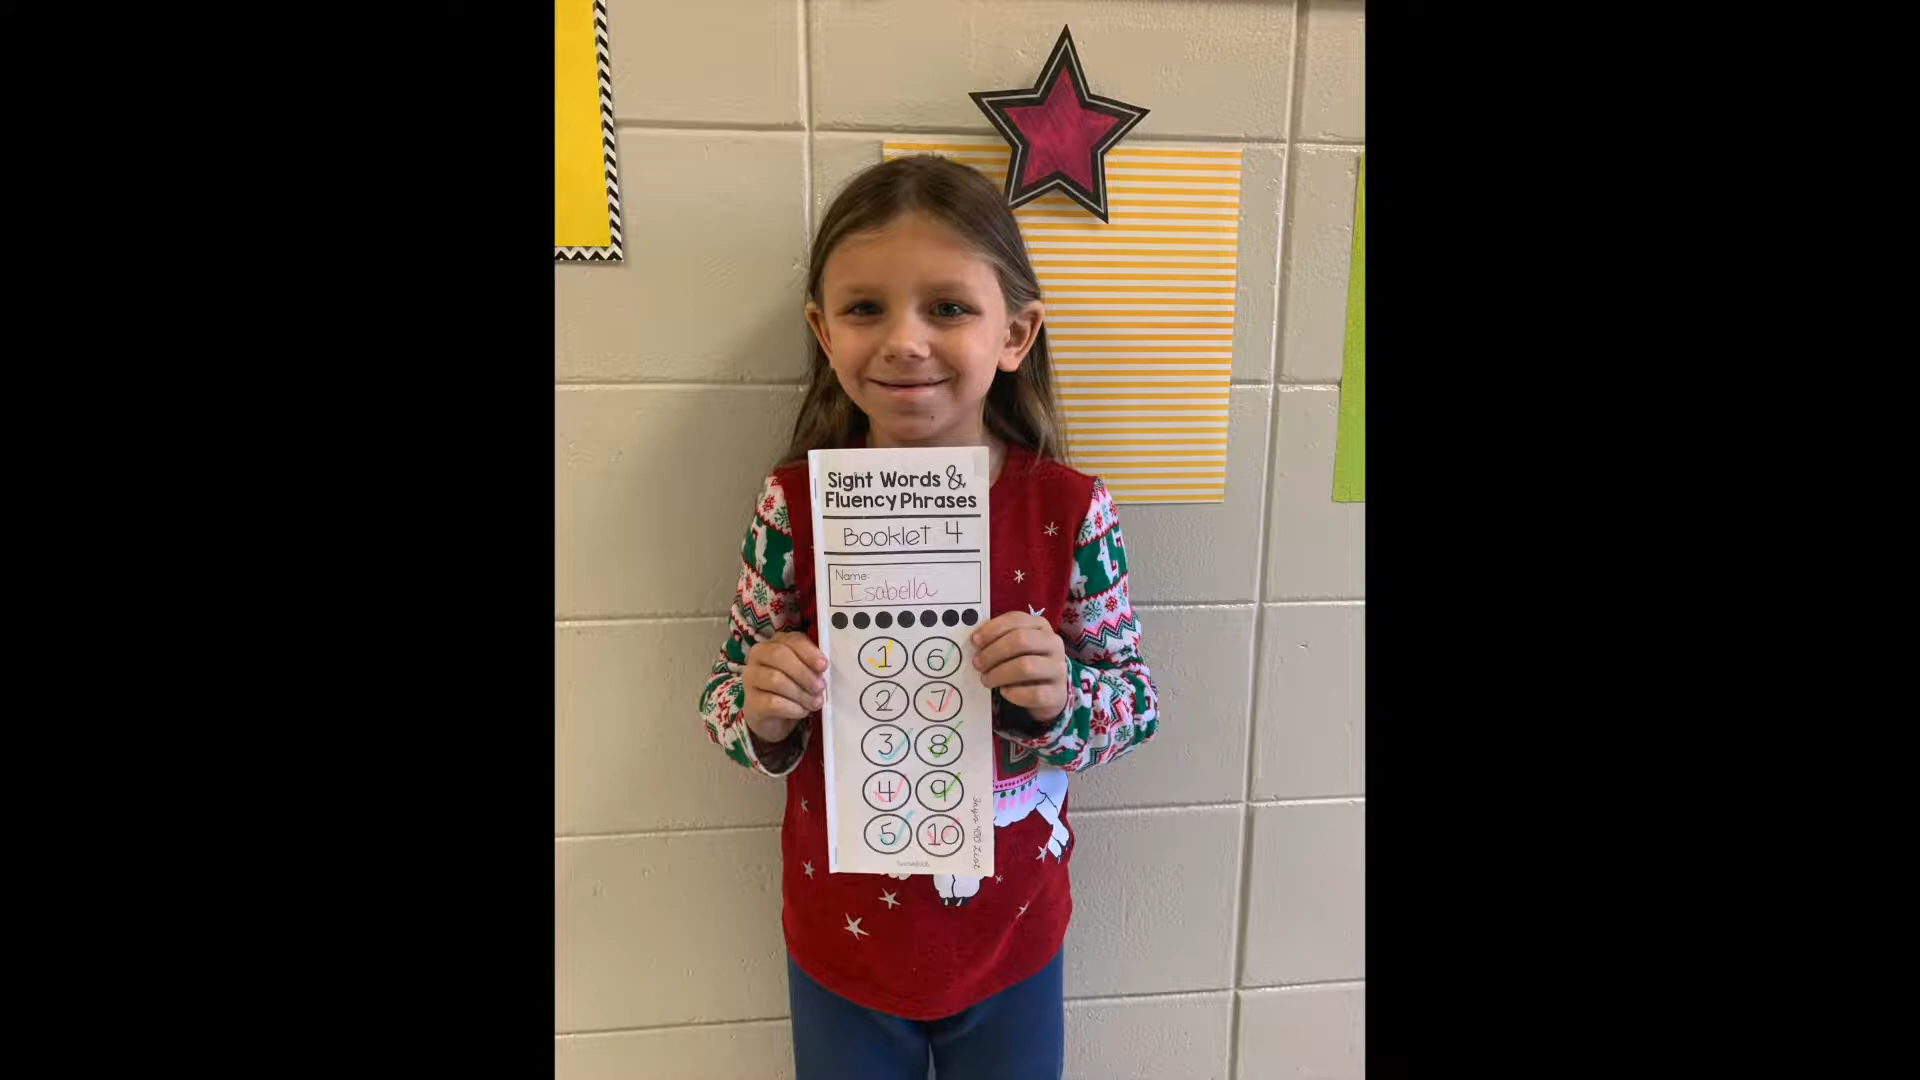 Sight Words &
Fluency Phrases
Booklet 4
Name:
Isabella
1 6
2 7
3 8
4 9
5 10